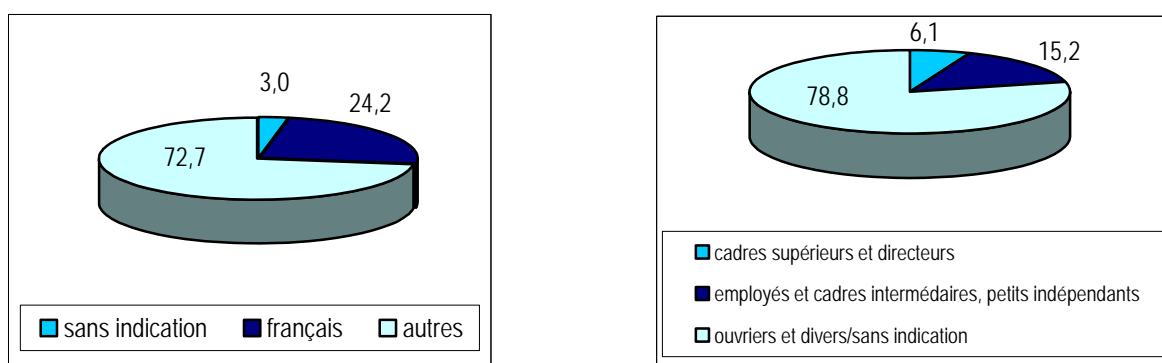 3,0
24,2
72,7
sans indication français autres
6,1
15,2
78,8
cadres supérieurs et directeurs
employés et cadres intermédaires, petits indépendants
ouvriers et divers/sans indication